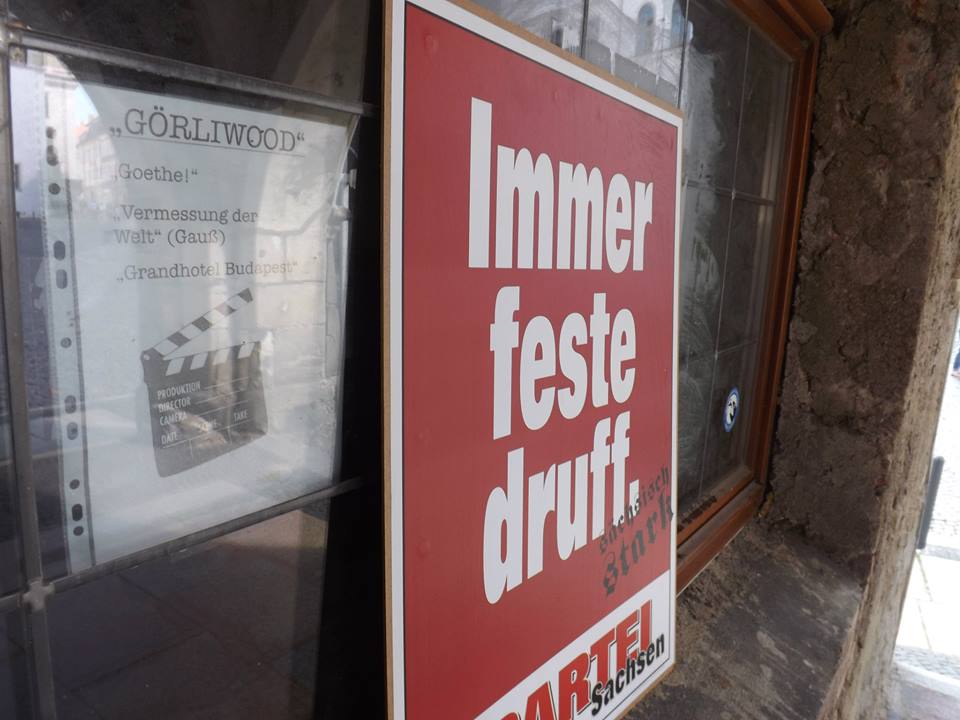 „GÖRLIWOOD“
„Goethe!“
„Vermessung der
Welt“ (Gauß)
„Grandhotel Budapest“
PRODUKTION
DIRECTOR
CAMERA
DATE
TAKE
Immer
feste
druff.
sächsisch
Stark
PARTEI
Sachsen